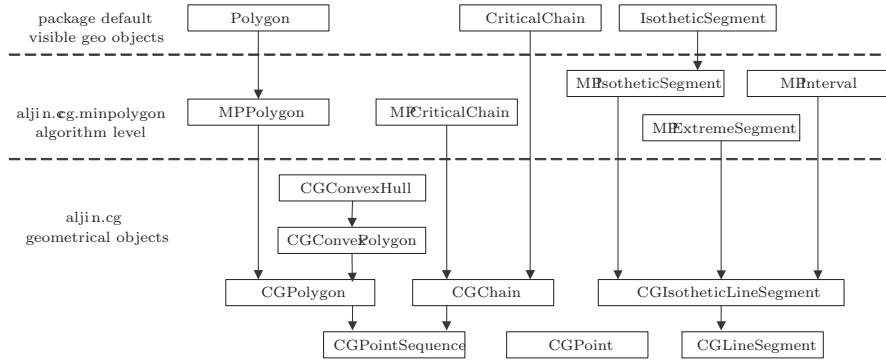 package default
visible geo objects
Polygon
CriticalChain
IsotheticSegment
MPIsotheticSegment
MPInterval
aljin.cg.minpolygon
algorithm level
MPPolygon
MPCriticalChain
MPExtremeSegment
CGConvexHull
aljin.cg
geometrical objects
CGConvexPolygon
CGPolygon
CGChain
CGIsotheticLineSegment
CGPointSequence
CGPoint
CGLineSegment